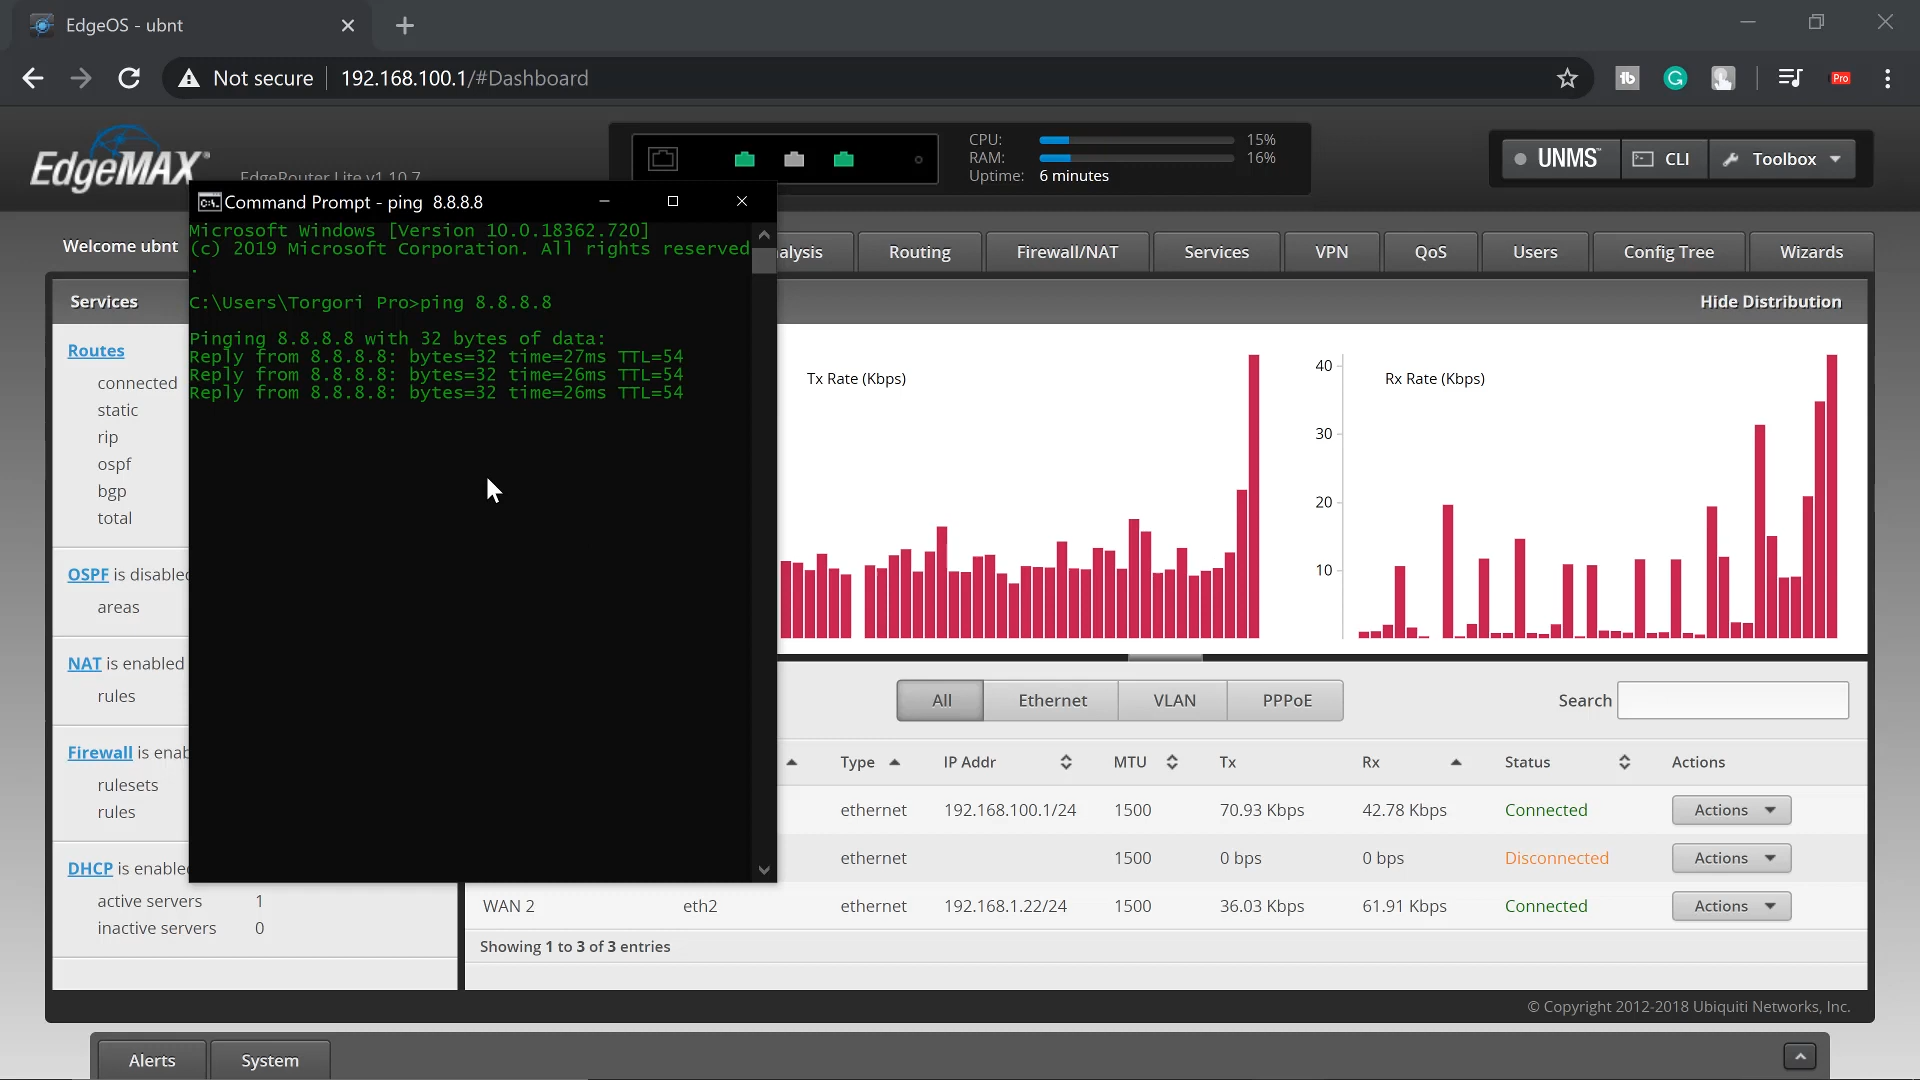 EdgeOS - ubnt
Not secure
192.168.100.1/#Dashboard
Pro
EdgeMAX
EdgeRouter Lite v1.10.7
CPU: 15%
RAM: 16%
Uptime: 6 minutes
UNMS™
CLI
Toolbox
Command Prompt - ping  8.8.8.8
Microsoft Windows [Version 10.0.18362.720]
(c) 2019 Microsoft Corporation. All rights reserved
.
C:\Users\Torgori Pro>ping 8.8.8.8
Pinging 8.8.8.8 with 32 bytes of data:
Reply from 8.8.8.8: bytes=32 time=27ms TTL=54
Reply from 8.8.8.8: bytes=32 time=26ms TTL=54
Reply from 8.8.8.8: bytes=32 time=26ms TTL=54
Welcome ubnt
alysis
Routing
Firewall/NAT
Services
VPN
QoS
Users
Config Tree
Wizards
Services
Hide Distribution
Routes
connected
static
rip
ospf
bgp
total
OSPF is disabled
areas
NAT is enabled
rules
Firewall is enab
rulesets
rules
DHCP is enable
active servers 1
inactive servers 0
Tx Rate (Kbps)
Rx Rate (Kbps)
40
30
20
10
All
Ethernet
VLAN
PPPoE
Search
Type IP Addr MTU Tx Rx Status Actions
ethernet 192.168.100.1/24 1500 70.93 Kbps 42.78 Kbps Connected Actions
ethernet 1500 0 bps 0 bps Disconnected Actions
WAN 2 eth2 ethernet 192.168.1.22/24 1500 36.03 Kbps 61.91 Kbps Connected Actions
Showing 1 to 3 of 3 entries
© Copyright 2012-2018 Ubiquiti Networks, Inc.
Alerts
System